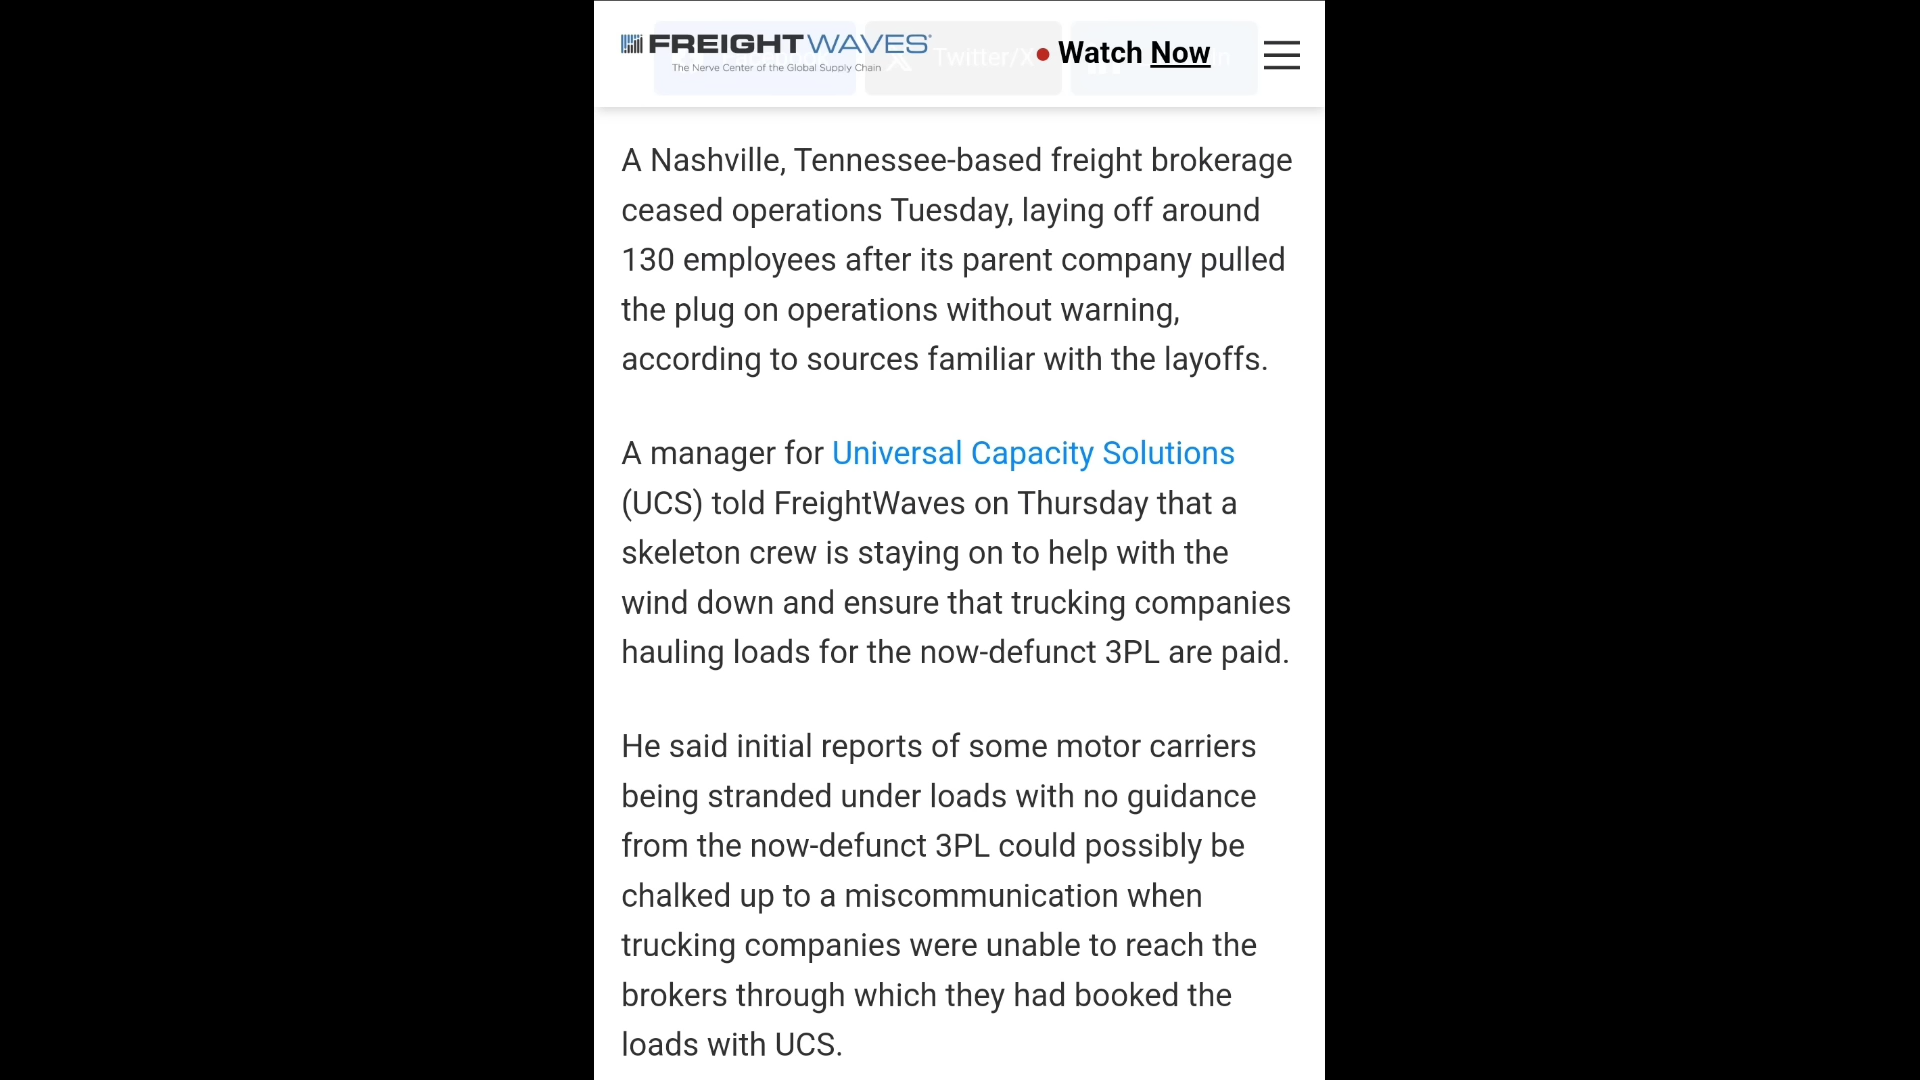 FREIGHTWAVES
The Nerve Center of the Global Supply Chain
Twitter/X
Watch Now
A Nashville, Tennessee-based freight brokerage
ceased operations Tuesday, laying off around
130 employees after its parent company pulled
the plug on operations without warning,
according to sources familiar with the layoffs.
A manager for Universal Capacity Solutions
(UCS) told FreightWaves on Thursday that a
skeleton crew is staying on to help with the
wind down and ensure that trucking companies
hauling loads for the now-defunct 3PL are paid.
He said initial reports of some motor carriers
being stranded under loads with no guidance
from the now-defunct 3PL could possibly be
chalked up to a miscommunication when
trucking companies were unable to reach the
brokers through which they had booked the
loads with UCS.